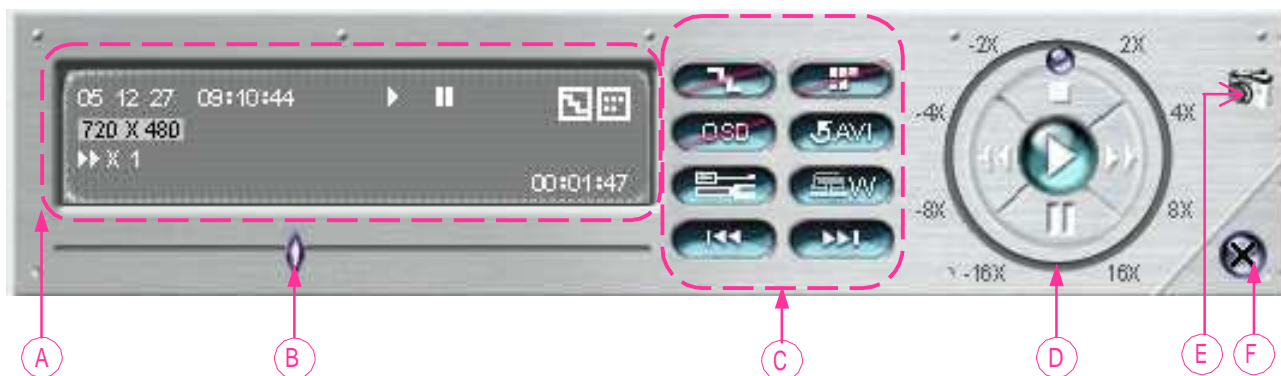 05 12 27 09:10:44
720 X 480
X 1
00:01:47
OSD
AVI
W
-2X 2X
-4X 4X
-8X 8X
-16X 16X
A
B
C
D
E
F